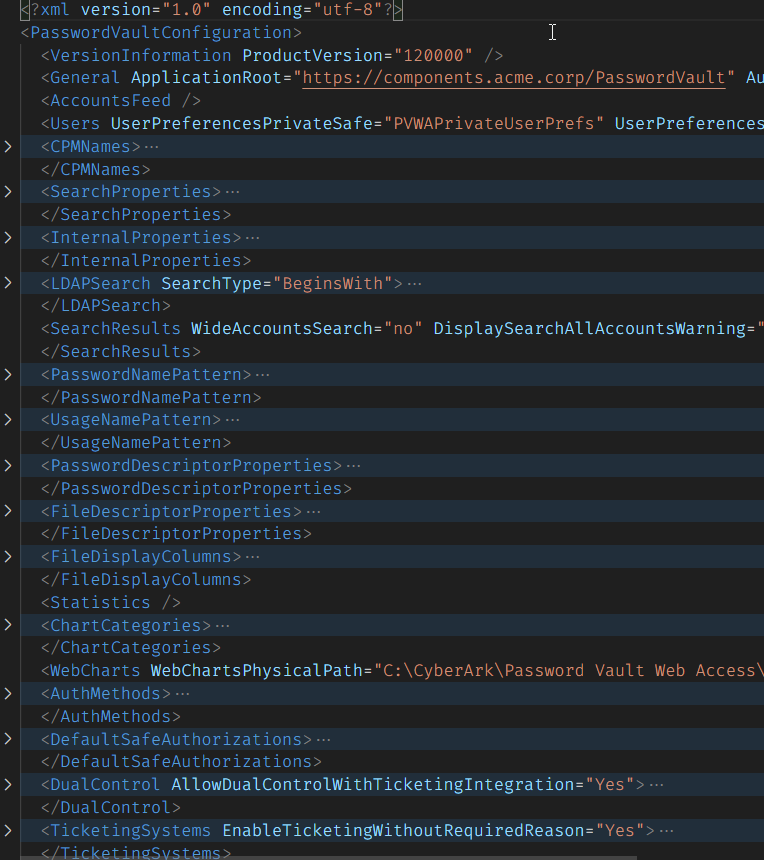 <?xml version="1.0" encoding="utf-8"?>
<PasswordVaultConfiguration>
<VersionInformation ProductVersion="120000" />
<General ApplicationRoot="https://components.acme.corp/PasswordVault" Au
<AccountsFeed />
<Users UserPreferencesPrivateSafe="PVWAPrivateUserPrefs" UserPreferences
<CPMNames>…
</CPMNames>
<SearchProperties>…
</SearchProperties>
<InternalProperties>…
</InternalProperties>
<LDAPSearch SearchType="BeginsWith">…
</LDAPSearch>
<SearchResults WideAccountsSearch="no" DisplaySearchAllAccountsWarning="
</SearchResults>
<PasswordNamePattern>…
</PasswordNamePattern>
<UsageNamePattern>…
</UsageNamePattern>
<PasswordDescriptorProperties>…
</PasswordDescriptorProperties>
<FileDescriptorProperties>…
</FileDescriptorProperties>
<FileDisplayColumns>…
</FileDisplayColumns>
<Statistics />
<ChartCategories>…
</ChartCategories>
<WebCharts WebChartsPhysicalPath="C:\CyberArk\Password Vault Web Access\
<AuthMethods>…
</AuthMethods>
<DefaultSafeAuthorizations>…
</DefaultSafeAuthorizations>
<DualControl AllowDualControlWithTicketingIntegration="Yes">…
</DualControl>
<TicketingSystems EnableTicketingWithoutRequiredReason="Yes">…
</TicketingSystems>